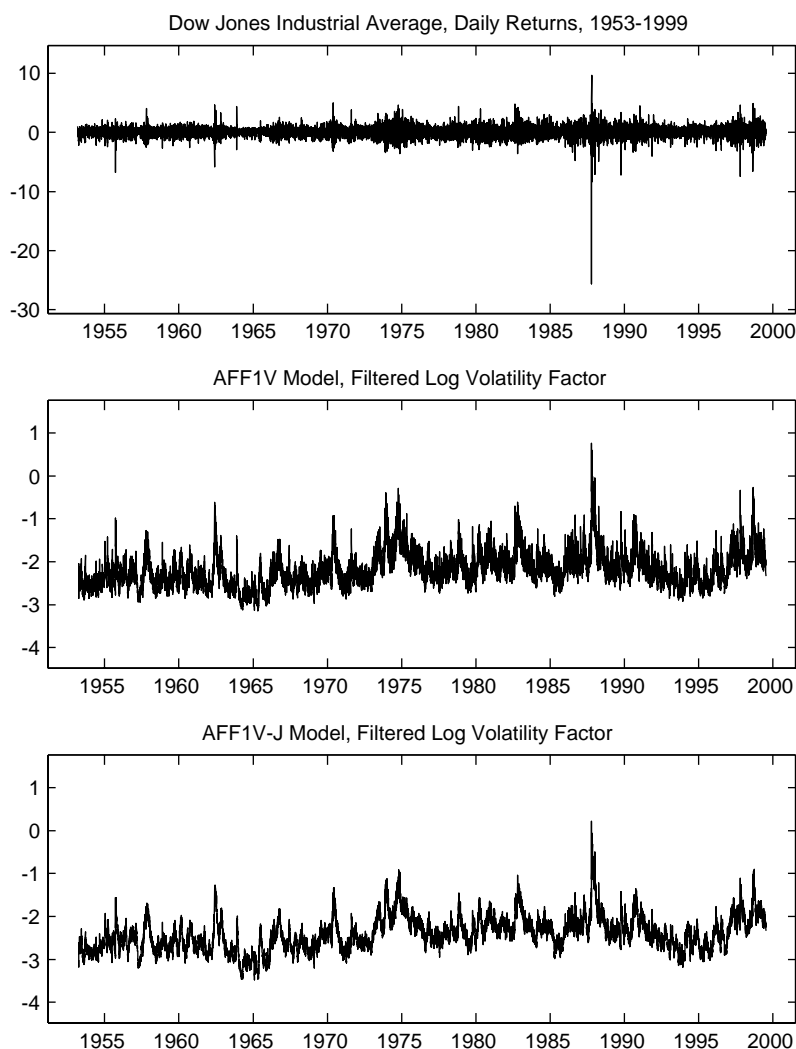 Dow Jones Industrial Average, Daily Returns, 1953-1999
10
0
-10
-20
-30
1955 1960 1965 1970 1975 1980 1985 1990 1995 2000
AFF1V Model, Filtered Log Volatility Factor
1
0
-1
-2
-3
-4
1955 1960 1965 1970 1975 1980 1985 1990 1995 2000
AFF1V-J Model, Filtered Log Volatility Factor
1
0
-1
-2
-3
-4
1955 1960 1965 1970 1975 1980 1985 1990 1995 2000